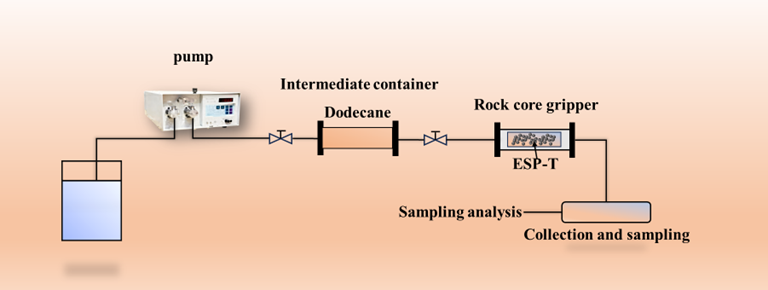 pump
Intermediate container
Dodecane
Rock core gripper
ESP-T
Sampling analysis
Collection and sampling